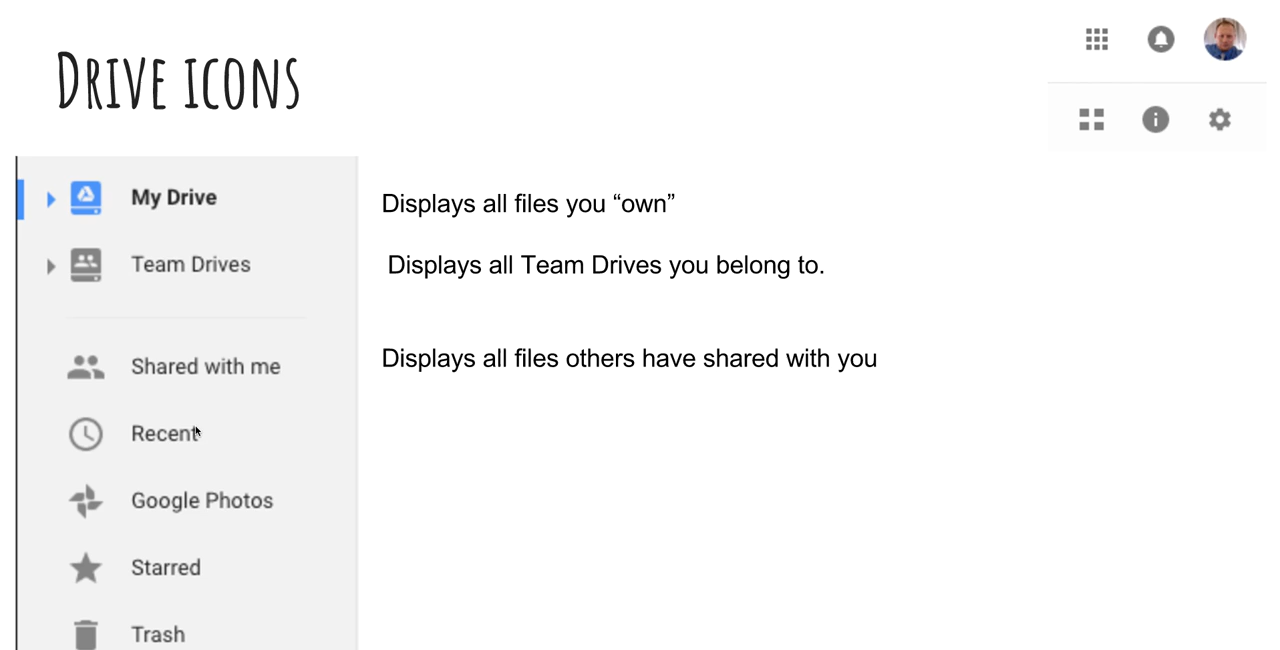 Drive icons
My Drive
Displays all files you “own”
Team Drives
Displays all Team Drives you belong to.
Shared with me
Displays all files others have shared with you
Recent
Google Photos
Starred
Trash